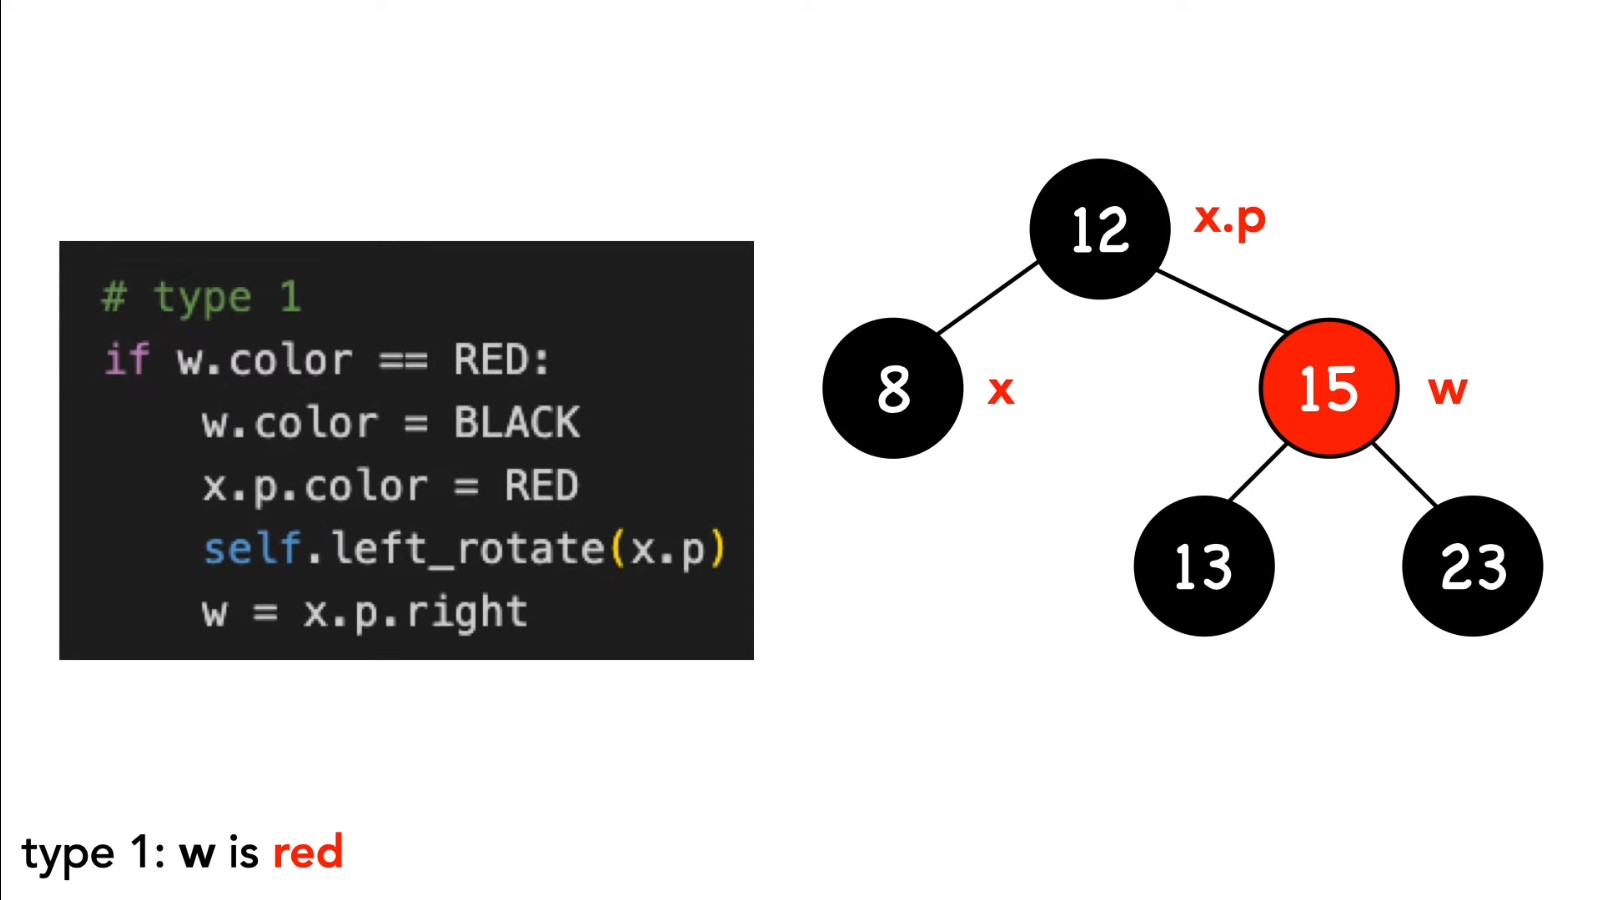 # type 1
if w.color == RED:
w.color = BLACK
x.p.color = RED
self.left_rotate(x.p)
w = x.p.right
12 x.p
8 x 15 w
13 23
type 1: w is red